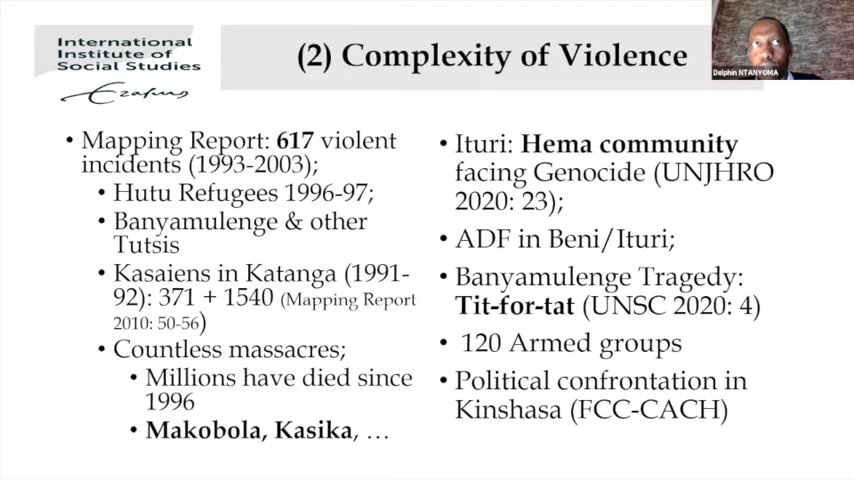 International
Institute of
Social Studies
Erasmus
(2) Complexity of Violence
Delphin NTANYOMA
• Mapping Report: 617 violent
incidents (1993-2003);
• Hutu Refugees 1996-97;
• Banyamulenge & other
Tutsis
• Kasaiens in Katanga (1991-
92): 371 + 1540 (Mapping Report
2010: 50-56)
• Countless massacres;
• Millions have died since
1996
• Makobola, Kasika, …
• Ituri: Hema community
facing Genocide (UNJHRO
2020: 23);
• ADF in Beni/Ituri;
• Banyamulenge Tragedy:
Tit-for-tat (UNSC 2020: 4)
• 120 Armed groups
• Political confrontation in
Kinshasa (FCC-CACH)